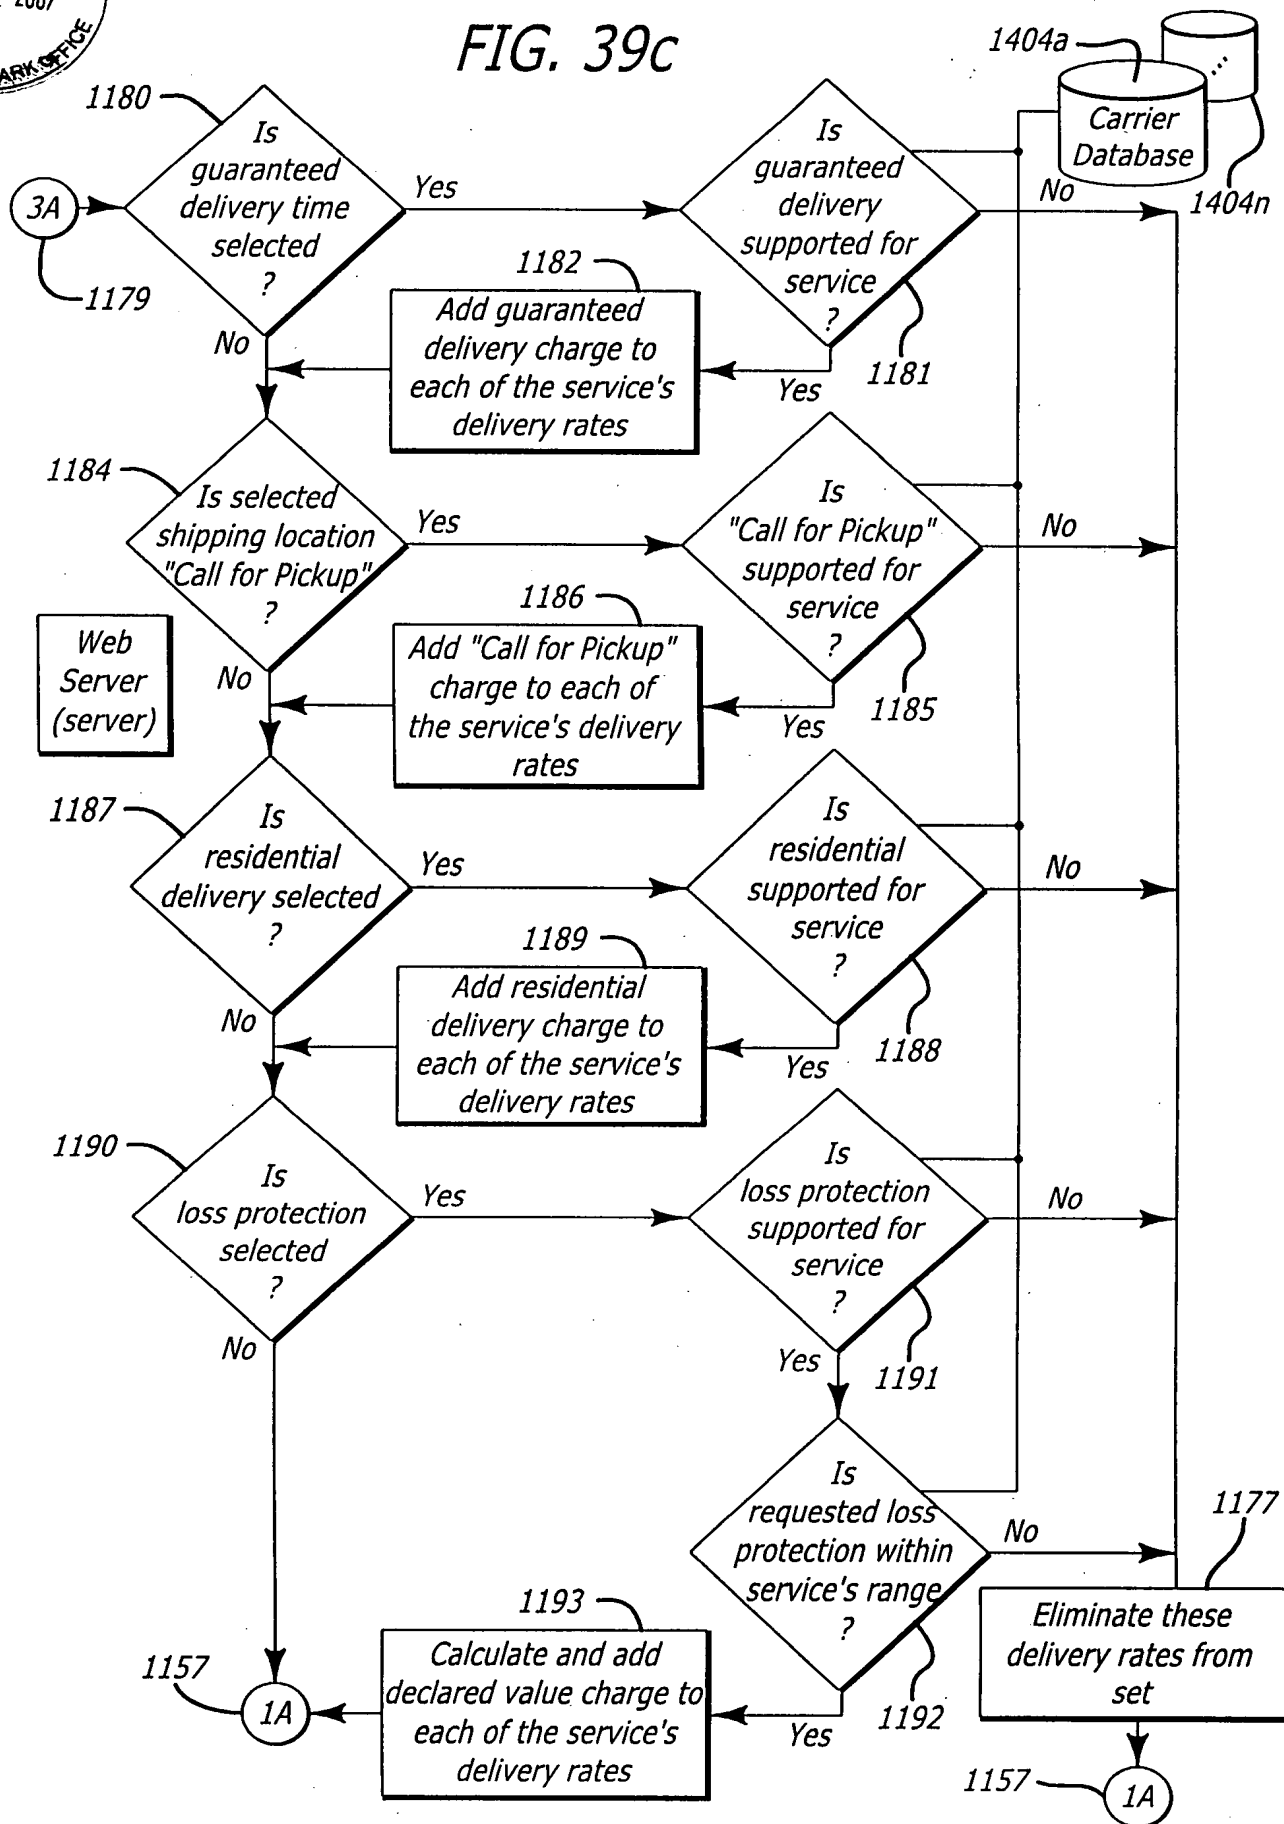 2007
ARK OFFICE
FIG. 39c
1404a
...
Carrier
Database
1404n
1180
Is
guaranteed
delivery time
selected
?
Yes
Is
guaranteed
delivery
supported for
service
?
No
3A
1179
1182
Add guaranteed
delivery charge to
each of the service's
delivery rates
No
Yes
1181
1184
Is selected
shipping location
"Call for Pickup"
?
Yes
Is
"Call for Pickup"
supported for
service
?
No
1186
Add "Call for Pickup"
charge to each of
the service's delivery
rates
Web
Server
(server)
No
Yes
1185
1187
Is
residential
delivery selected
?
Yes
Is
residential
supported for
service
?
No
1189
Add residential
delivery charge to
each of the service's
delivery rates
No
Yes
1188
1190
Is
loss protection
selected
?
Yes
Is
loss protection
supported for
service
?
No
No
Yes
1191
Is
requested loss
protection within
service's range
?
No
1177
Eliminate these
delivery rates from
set
1193
Calculate and add
declared value charge to
each of the service's
delivery rates
1157
1A
Yes
1192
1157
1A